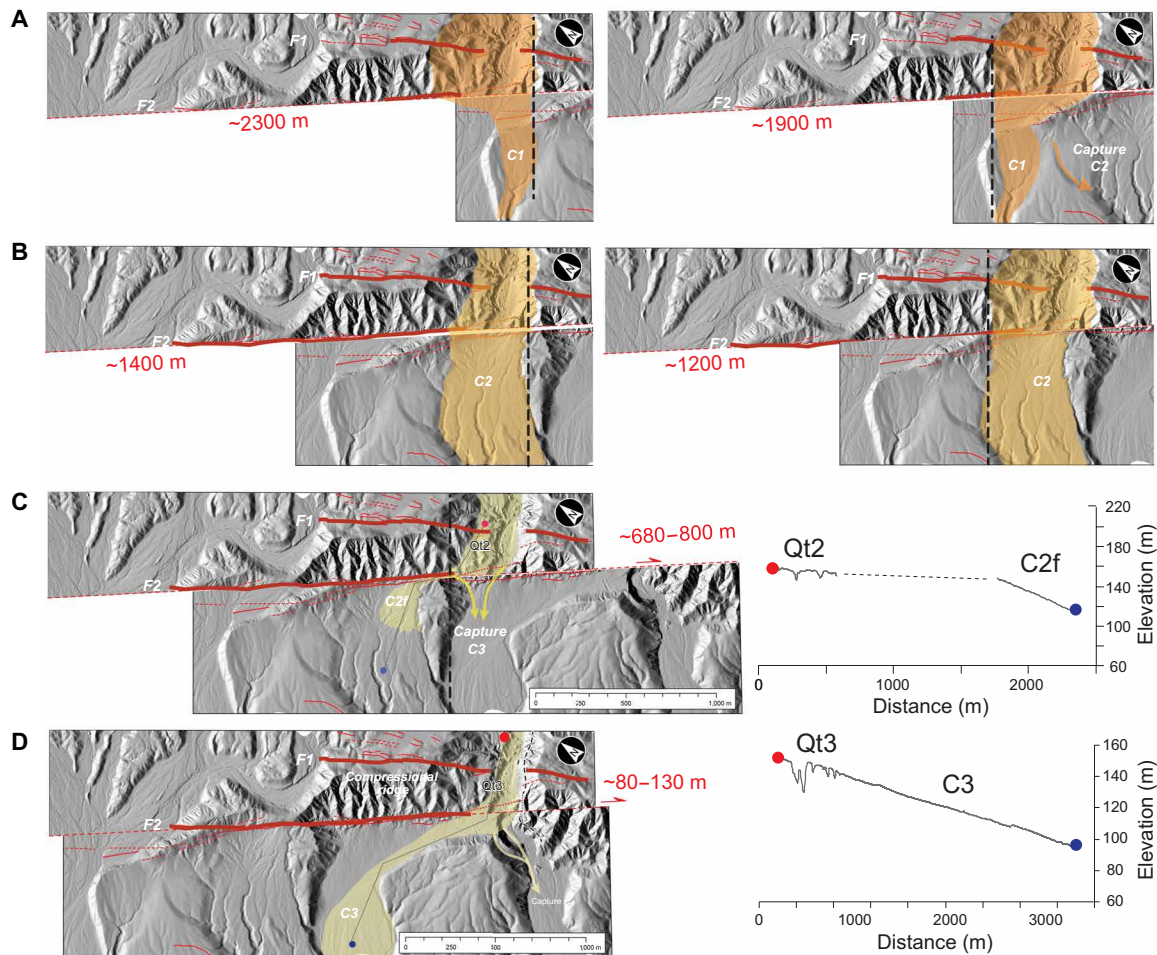 A
F1
F2
~2300 m
C1
N
F1
F2
~1900 m
C1
Capture
C2
N
B
F1
F2
~1400 m
C2
N
F1
F2
~1200 m
C2
N
C
F1
F2
Qt2
C2f
Capture
C3
N
~680–800 m
0 250 500 1,000 m
Qt2
C2f
220
180
140
100
60
Elevation (m)
0 1000 2000
Distance (m)
D
F1
Compressional
ridge
F2
Qt3
C3
Capture
N
~80–130 m
0 250 500 1,000 m
Qt3
C3
160
140
120
100
80
60
Elevation (m)
0 1000 2000 3000
Distance (m)